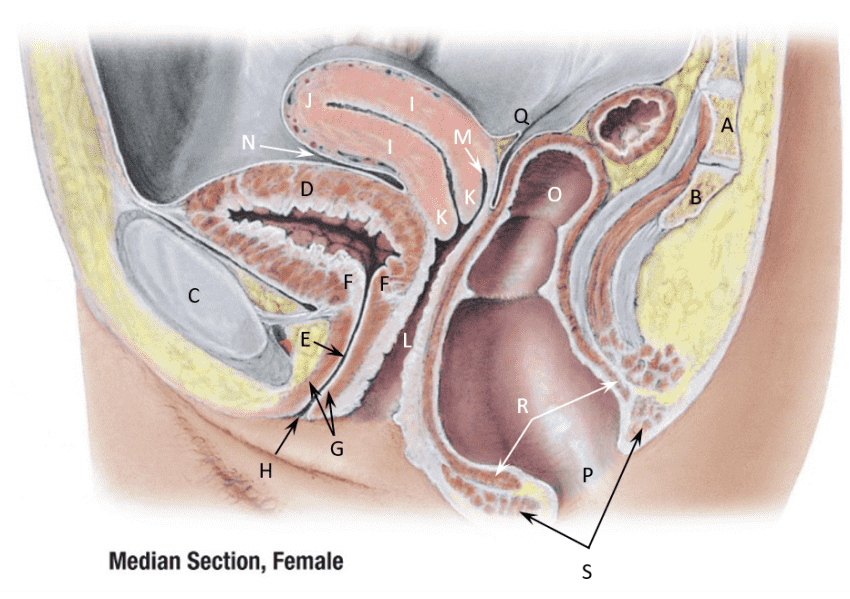 J I
Q
A
N I M
D O
K K B
F F
C
E L
R
G
H P
Median Section, Female
S